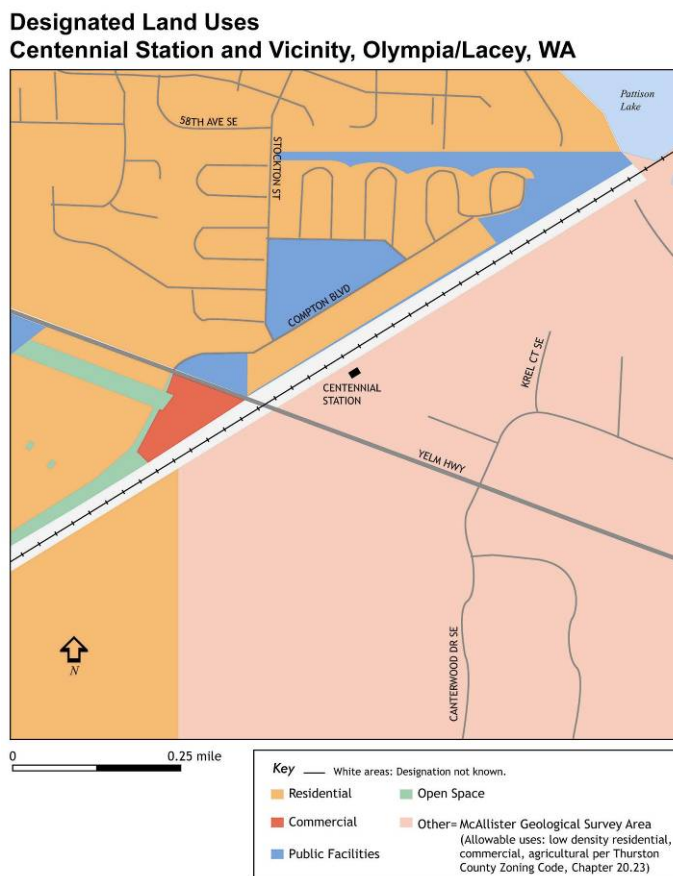 Designated Land Uses
Centennial Station and Vicinity, Olympia/Lacey, WA
Pattison
Lake
58TH AVE SE
STOCKTON ST
COMPTON BLVD
CENTENNIAL
STATION
KREL CT SE
YELM HWY
CANTERWOOD DR SE
N
0 0.25 mile
Key White areas: Designation not known.
Residential
Commercial
Public Facilities
Open Space
Other= McAllister Geological Survey Area
(Allowable uses: low density residential,
commercial, agricultural per Thurston
County Zoning Code, Chapter 20.23)